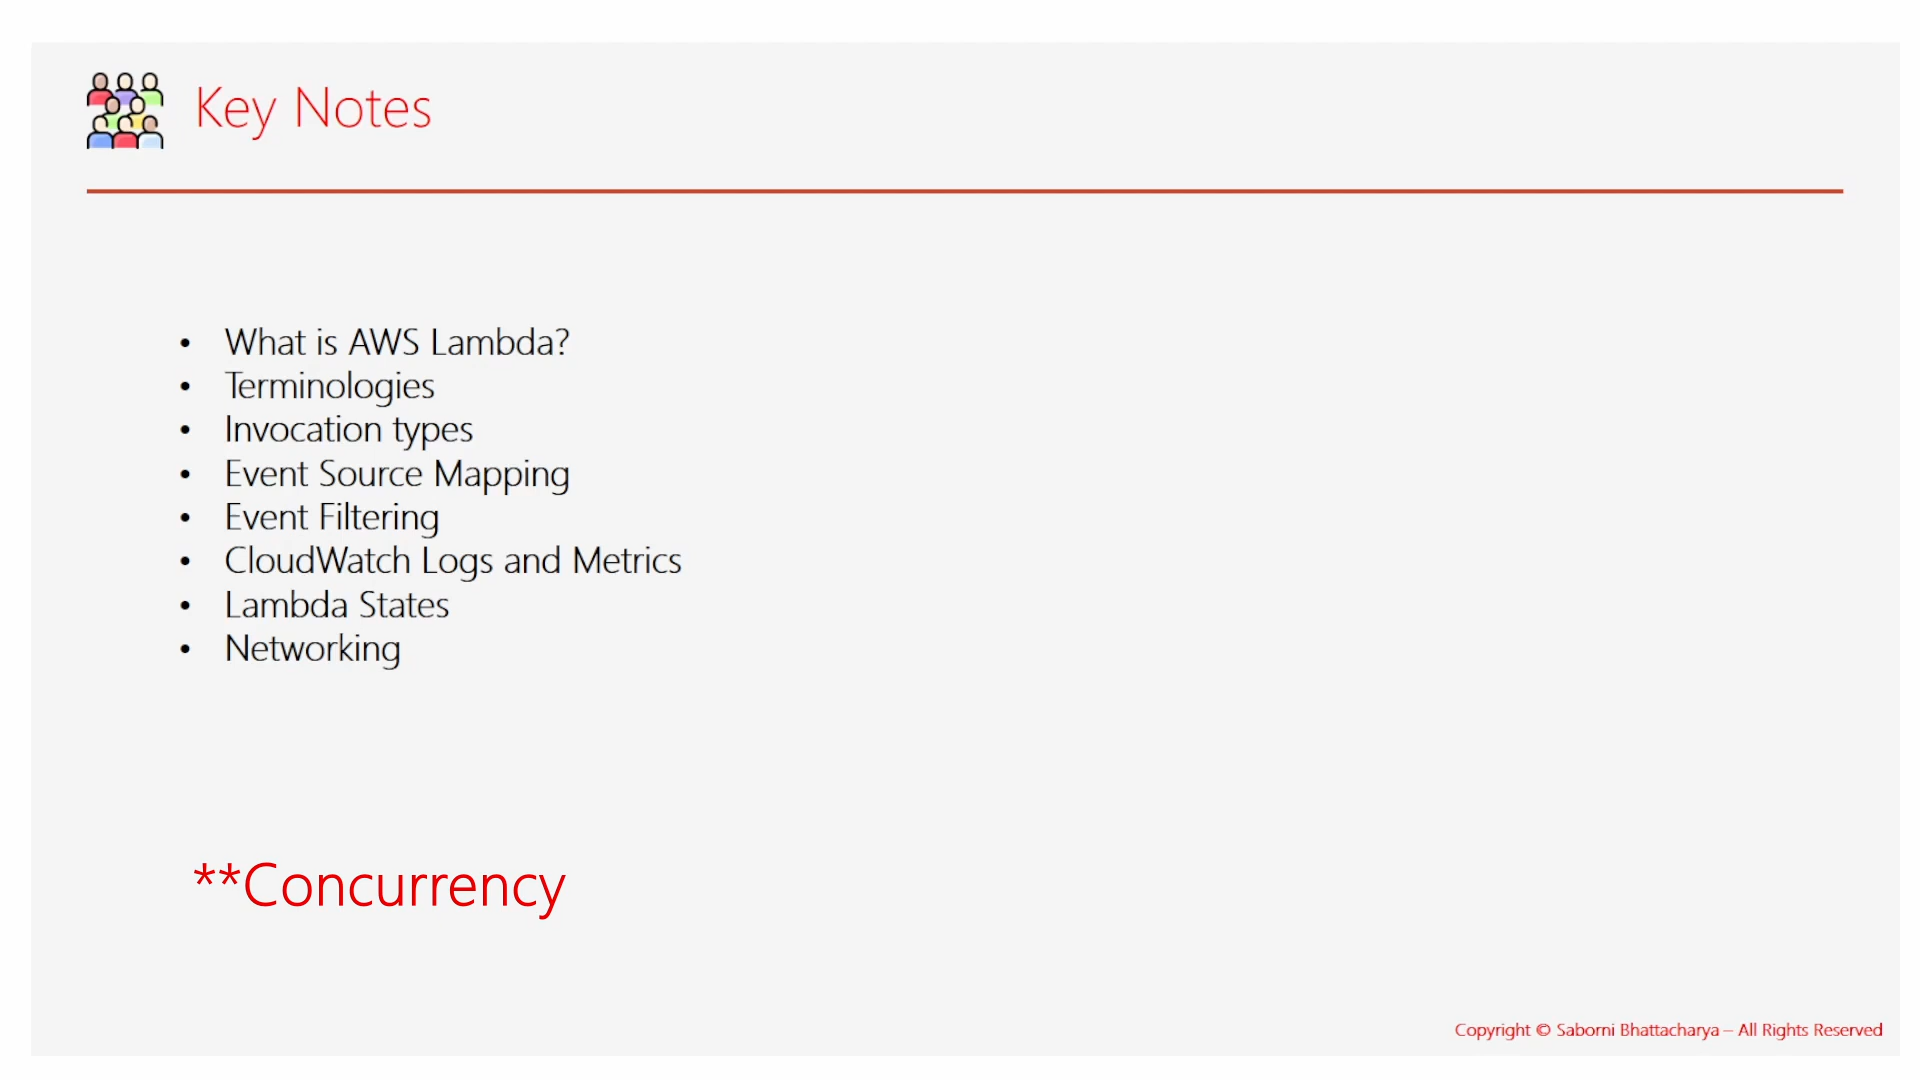 Key Notes
• What is AWS Lambda?
• Terminologies
• Invocation types
• Event Source Mapping
• Event Filtering
• CloudWatch Logs and Metrics
• Lambda States
• Networking
**Concurrency
Copyright © Saborni Bhattacharya – All Rights Reserved